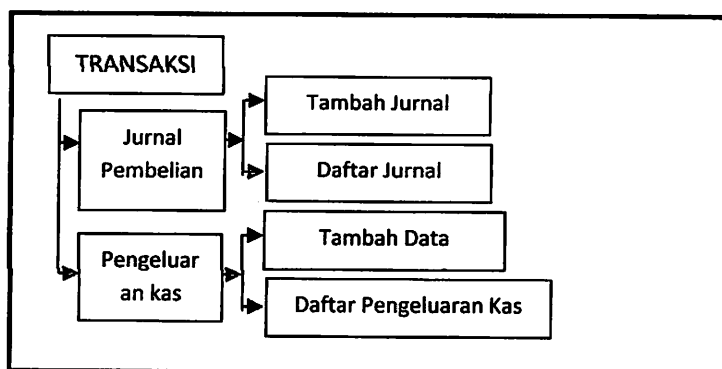 TRANSAKSI
Tambah Jurnal
Jurnal
Pembelian
Daftar Jurnal
Tambah Data
Pengeluar
an kas
Daftar Pengeluaran Kas